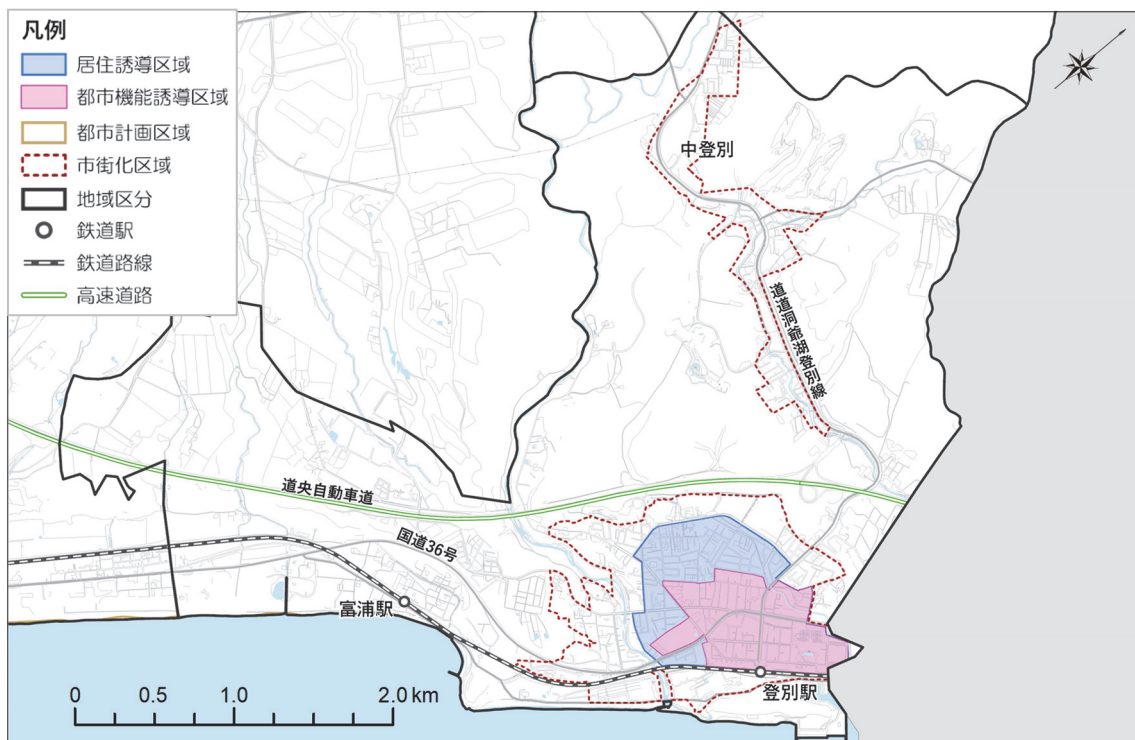 凡例
居住誘導区域
都市機能誘導区域
都市計画区域
市街化区域
地域区分
鉄道駅
鉄道路線
高速道路
中登別
道道洞爺湖登別線
道央自動車道
国道36号
富浦駅
登別駅
0 0.5 1.0 2.0 km